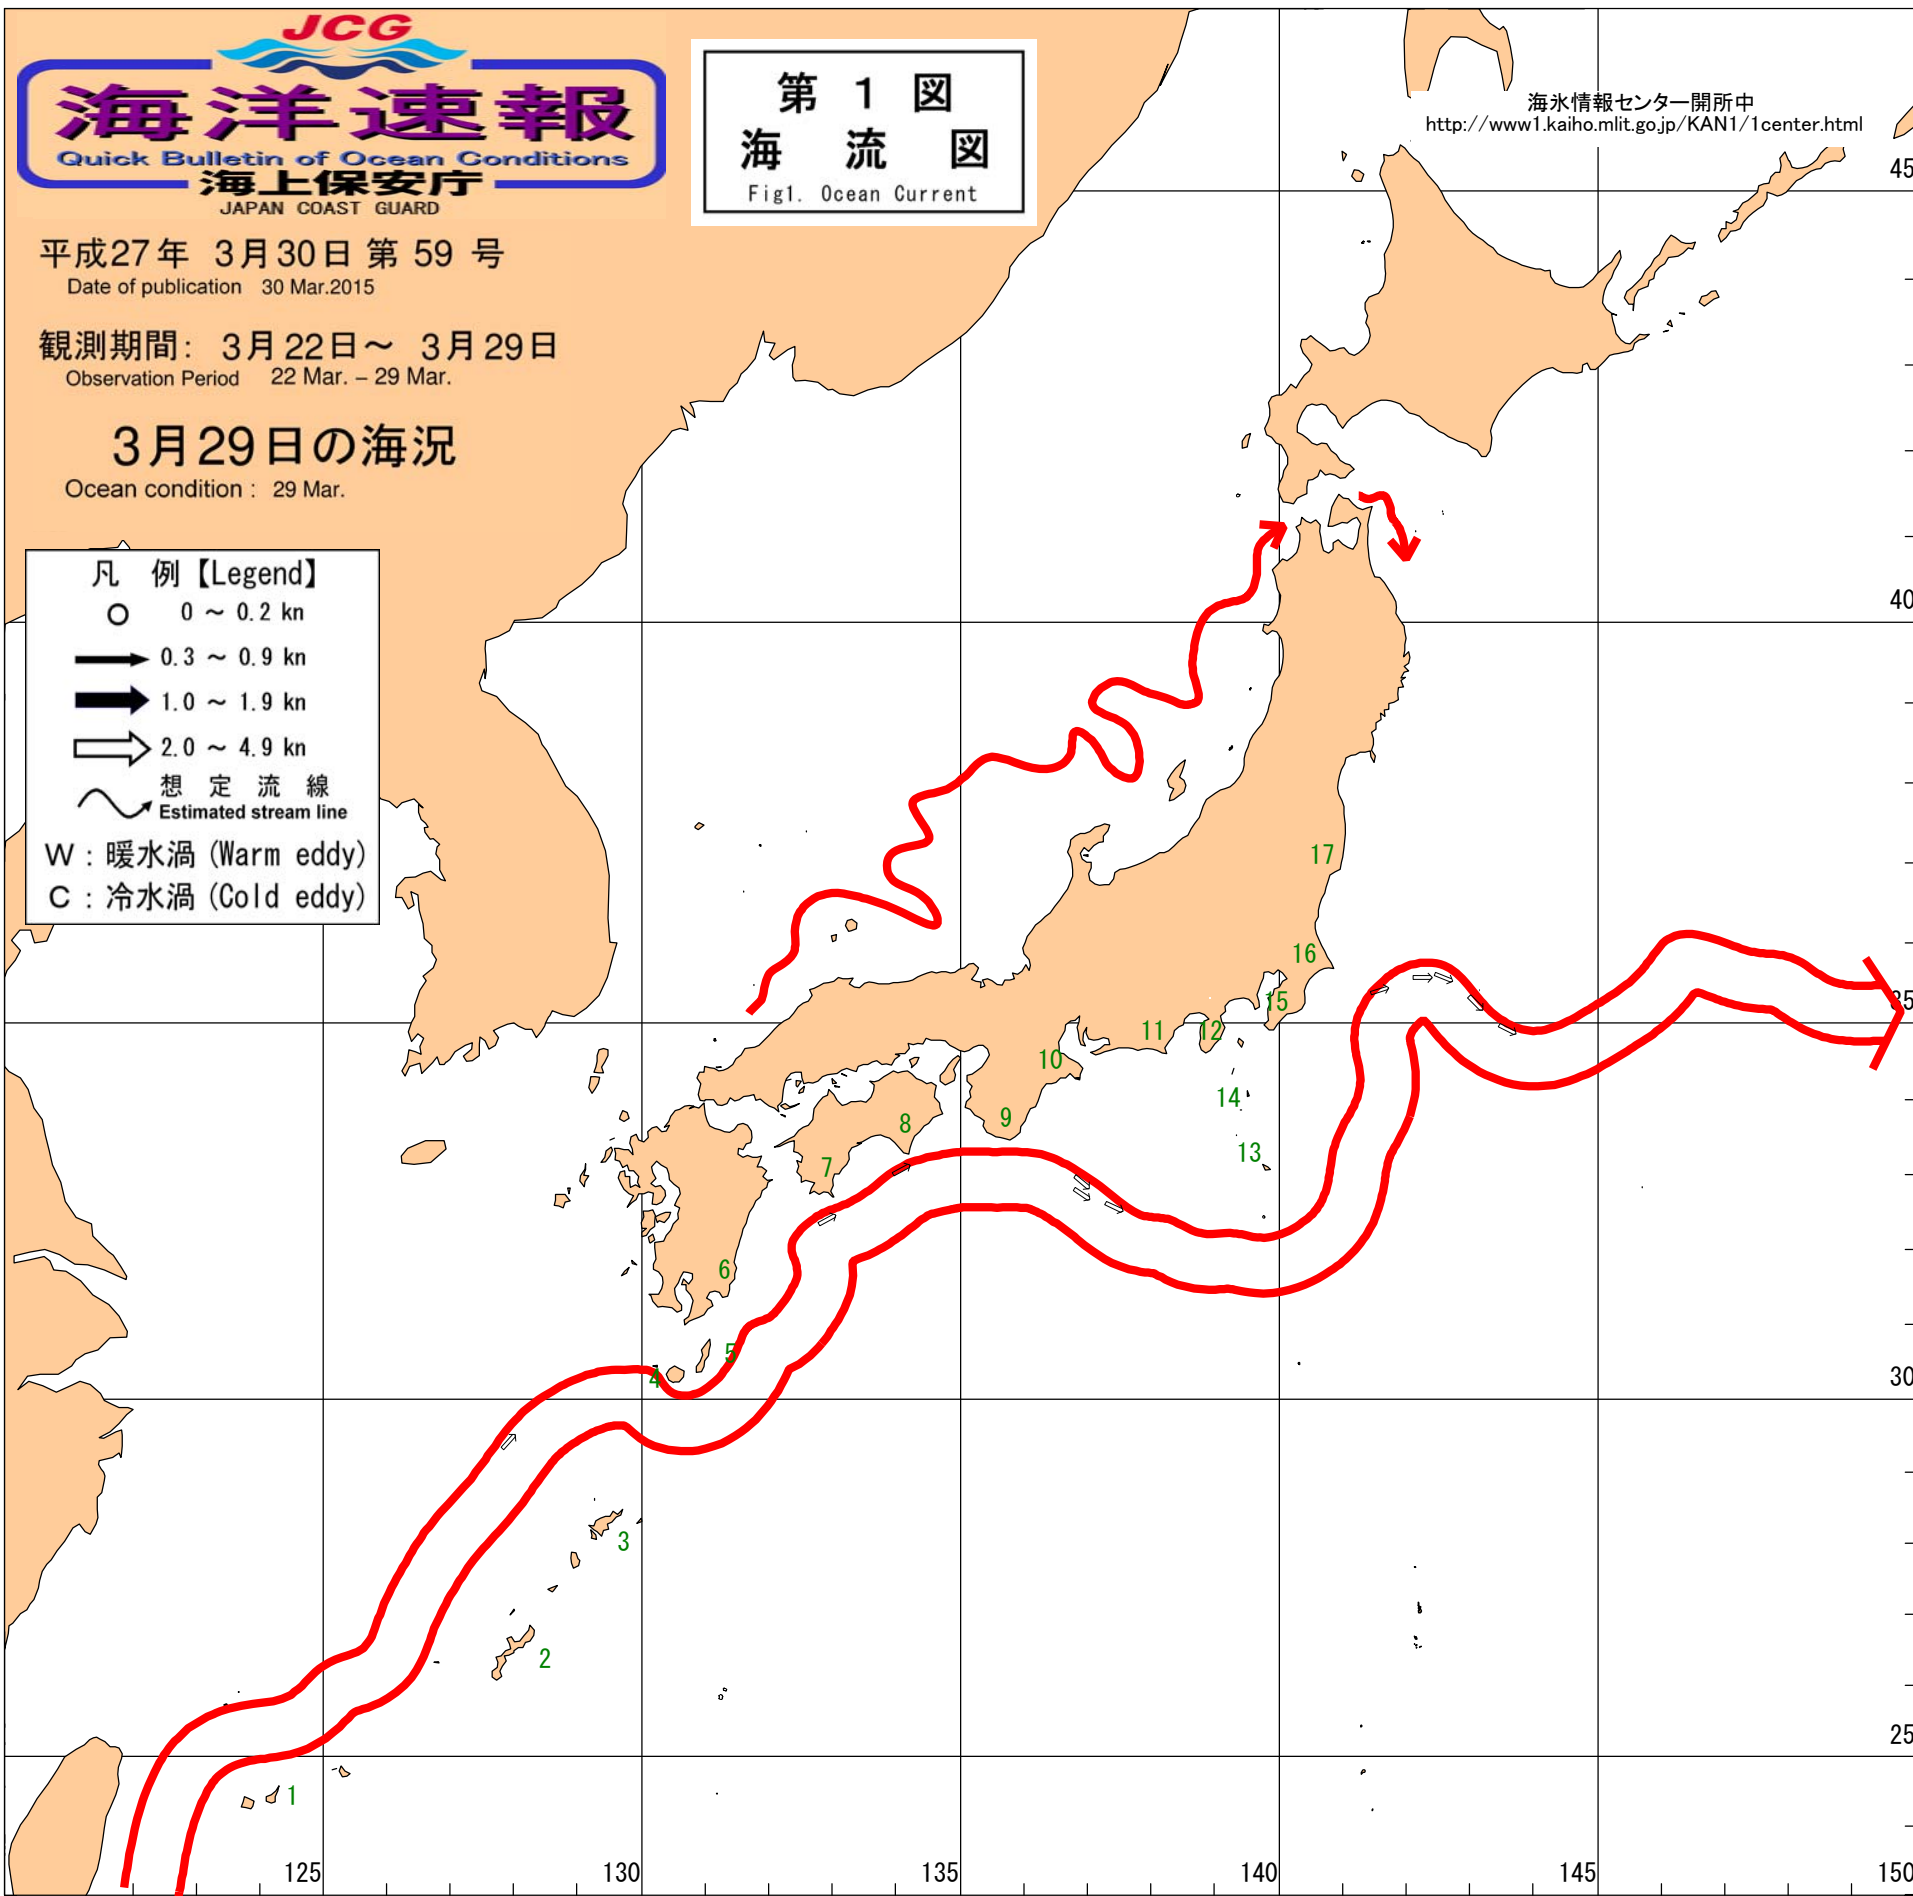 JCG
海洋速報
Quick Bulletin of Ocean Conditions
海上保安庁
JAPAN COAST GUARD
第 1 図
海 流 図
Fig1. Ocean Current
海氷情報センター開所中
http://www1.kaiho.mlit.go.jp/KAN1/1center.html
平成27年 3月30日 第 59 号
Date of publication 30 Mar.2015
観測期間: 3月22日～ 3月29日
Observation Period 22 Mar. – 29 Mar.
3月29日の海況
Ocean condition : 29 Mar.
凡 例【Legend】
0 ～ 0.2 kn
0.3 ～ 0.9 kn
1.0 ～ 1.9 kn
2.0 ～ 4.9 kn
想 定 流 線
Estimated stream line
W : 暖水渦 (Warm eddy)
C : 冷水渦 (Cold eddy)
45
40
35
30
25
17
16
15
12
11
10
14
9
8
13
7
6
5
4
3
2
1
125
130
135
140
145
150